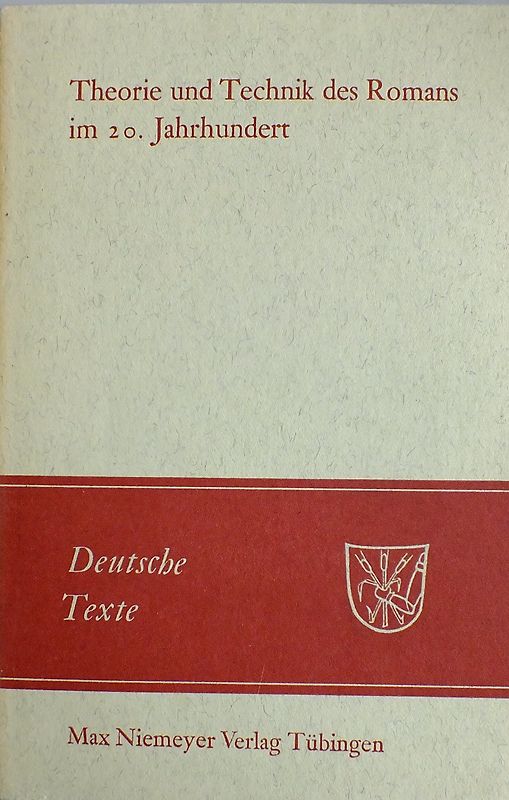 Theorie und Technik des Romans
im 20. Jahrhundert
Deutsche
Texte
Max Niemeyer Verlag Tübingen